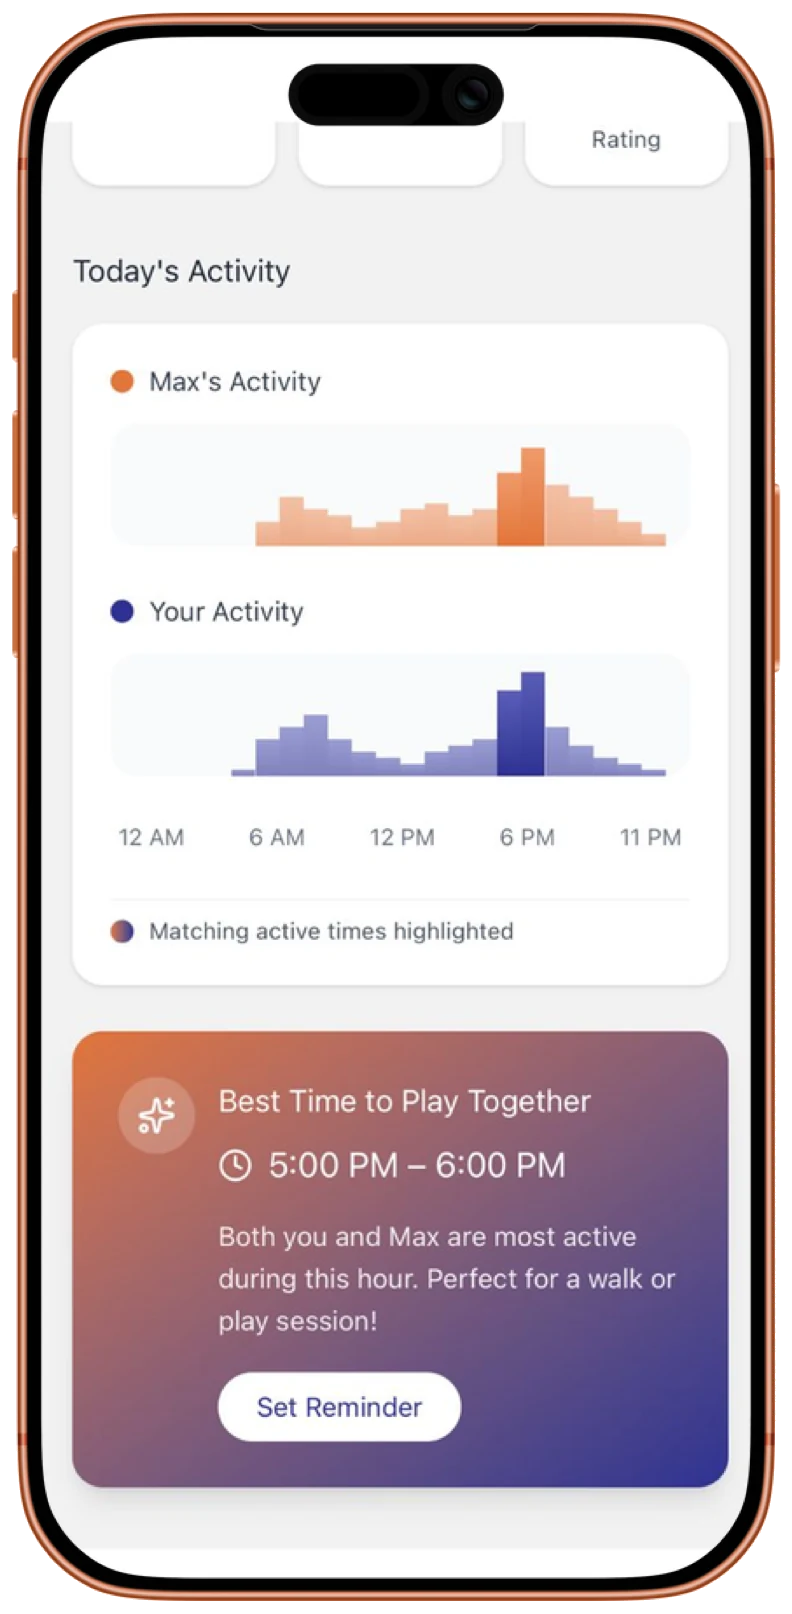 Rating
Today's Activity
Max's Activity
Your Activity
12 AM 6 AM 12 PM 6 PM 11 PM
Matching active times highlighted
Best Time to Play Together
5:00 PM – 6:00 PM
Both you and Max are most active
during this hour. Perfect for a walk or
play session!
Set Reminder